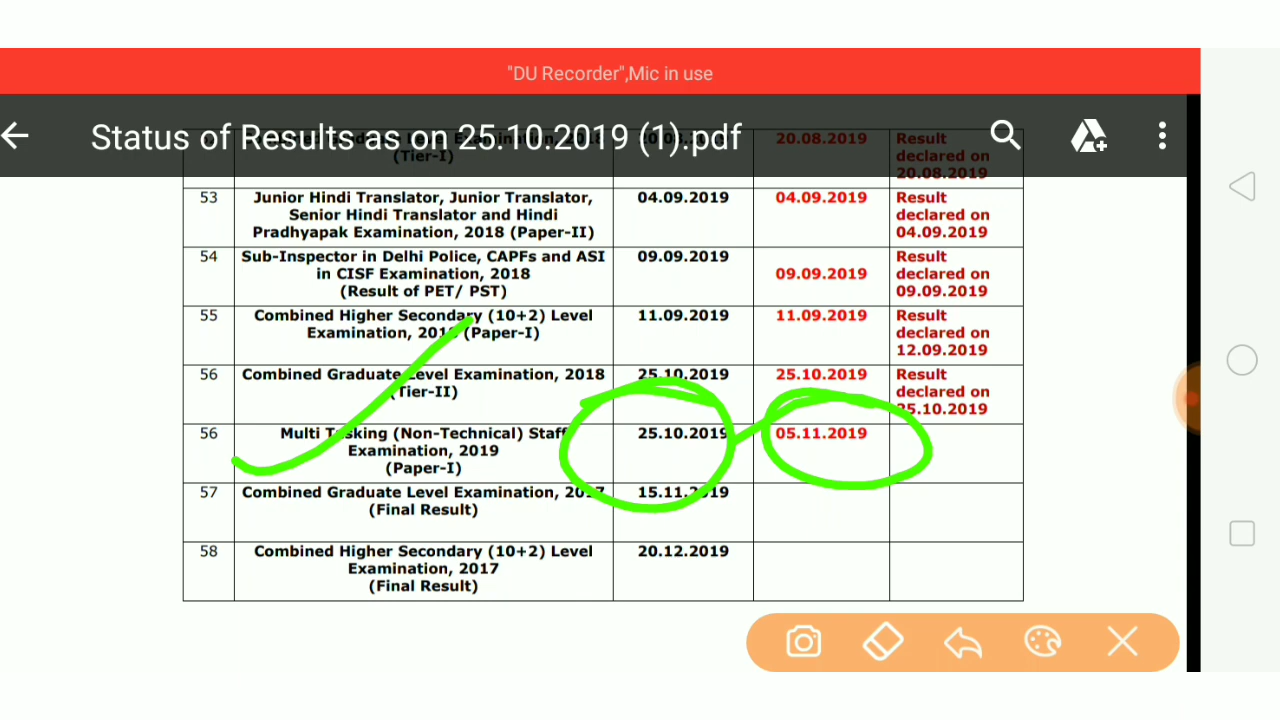 "DU Recorder",Mic in use
Status of Results as on 25.10.2019 (1).pdf
(Tier-I)
20.08.2019
Result
declared on
20.08.2019
53
Junior Hindi Translator, Junior Translator,
Senior Hindi Translator and Hindi
Pradhyapak Examination, 2018 (Paper-II)
04.09.2019
04.09.2019
Result
declared on
04.09.2019
54
Sub-Inspector in Delhi Police, CAPFs and ASI
in CISF Examination, 2018
(Result of PET/ PST)
09.09.2019
09.09.2019
Result
declared on
09.09.2019
55
Combined Higher Secondary (10+2) Level
Examination, (Paper-I)
11.09.2019
11.09.2019
Result
declared on
12.09.2019
56
Combined Graduate Level Examination, 2018
(Tier-II)
25.10.2019
25.10.2019
Result
declared on
25.10.2019
56
Multi Tasking (Non-Technical) Staff
Examination, 2019
(Paper-I)
25.10.2019
05.11.2019
57
Combined Graduate Level Examination, 2017
(Final Result)
15.11.2019
58
Combined Higher Secondary (10+2) Level
Examination, 2017
(Final Result)
20.12.2019